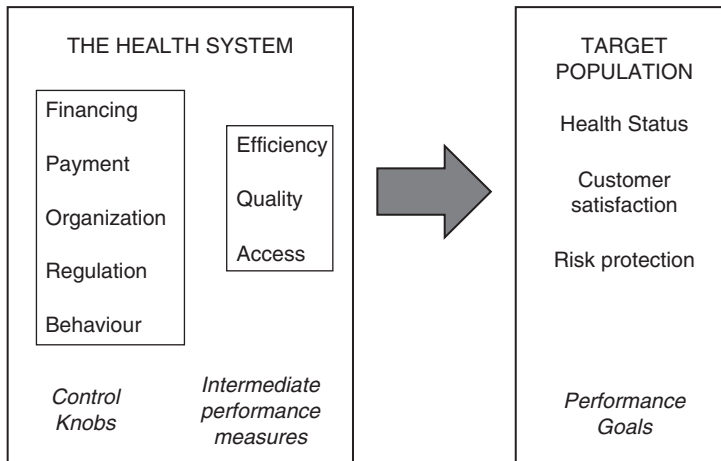 THE HEALTH SYSTEM
Financing
Payment
Organization
Regulation
Behaviour
Control
Knobs
Efficiency
Quality
Access
Intermediate
performance
measures
TARGET
POPULATION
Health Status
Customer
satisfaction
Risk protection
Performance
Goals